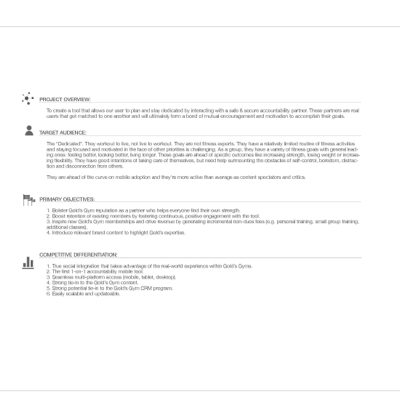 PROJECT OVERVIEW:
To create a tool that allows our user to plan and stay dedicated by interacting with a safe & secure accountability partner. These partners are real
users that get matched to one another and will ultimately form a bond of mutual encouragement and motivation to accomplish their goals.
TARGET AUDIENCE:
The "Dedicated". They workout to live, not live to workout. They are not fitness experts. They have a relatively limited routine of fitness activities
and staying focused and motivated in the face of other priorities is challenging. As a group, they have a variety of fitness goals with general lead-
ing ones: feeling better, looking better, living longer. These goals are ahead of specific outcomes like increasing strength, losing weight or increas-
ing flexibility. They have good intentions of taking care of themselves, but need help surmounting the obstacles of self-control, boredom, distrac-
tion and disconnection from others.
They are ahead of the curve on mobile adoption and they're more active than average as content spectators and critics.
PRIMARY OBJECTIVES:
1. Bolster Gold's Gym reputation as a partner who helps everyone find their own strength.
2. Boost retention of existing members by fostering continuous, positive engagement with the tool.
3. Inspire new Gold's Gym memberships and drive revenue by generating incremental non-dues fees (e.g. personal training, small group training,
additional classes).
4. Introduce relevant brand content to highlight Gold's expertise.
COMPETITIVE DIFFERENTIATION:
1. True social integration that takes advantage of the real-world experience within Gold's Gyms.
2. The first 1-on-1 accountability mobile tool.
3. Seamless multi-platform access (mobile, tablet, desktop).
4. Strong tie-in to the Gold's Gym content.
5. Strong potential tie-in to the Gold's Gym CRM program.
6. Easily scalable and updateable.